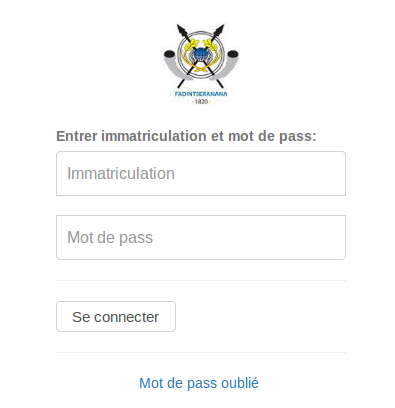 FADINTSERANANA
- 1820 -
Entrer immatriculation et mot de pass:
Immatriculation
Mot de pass
Se connecter
Mot de pass oublié